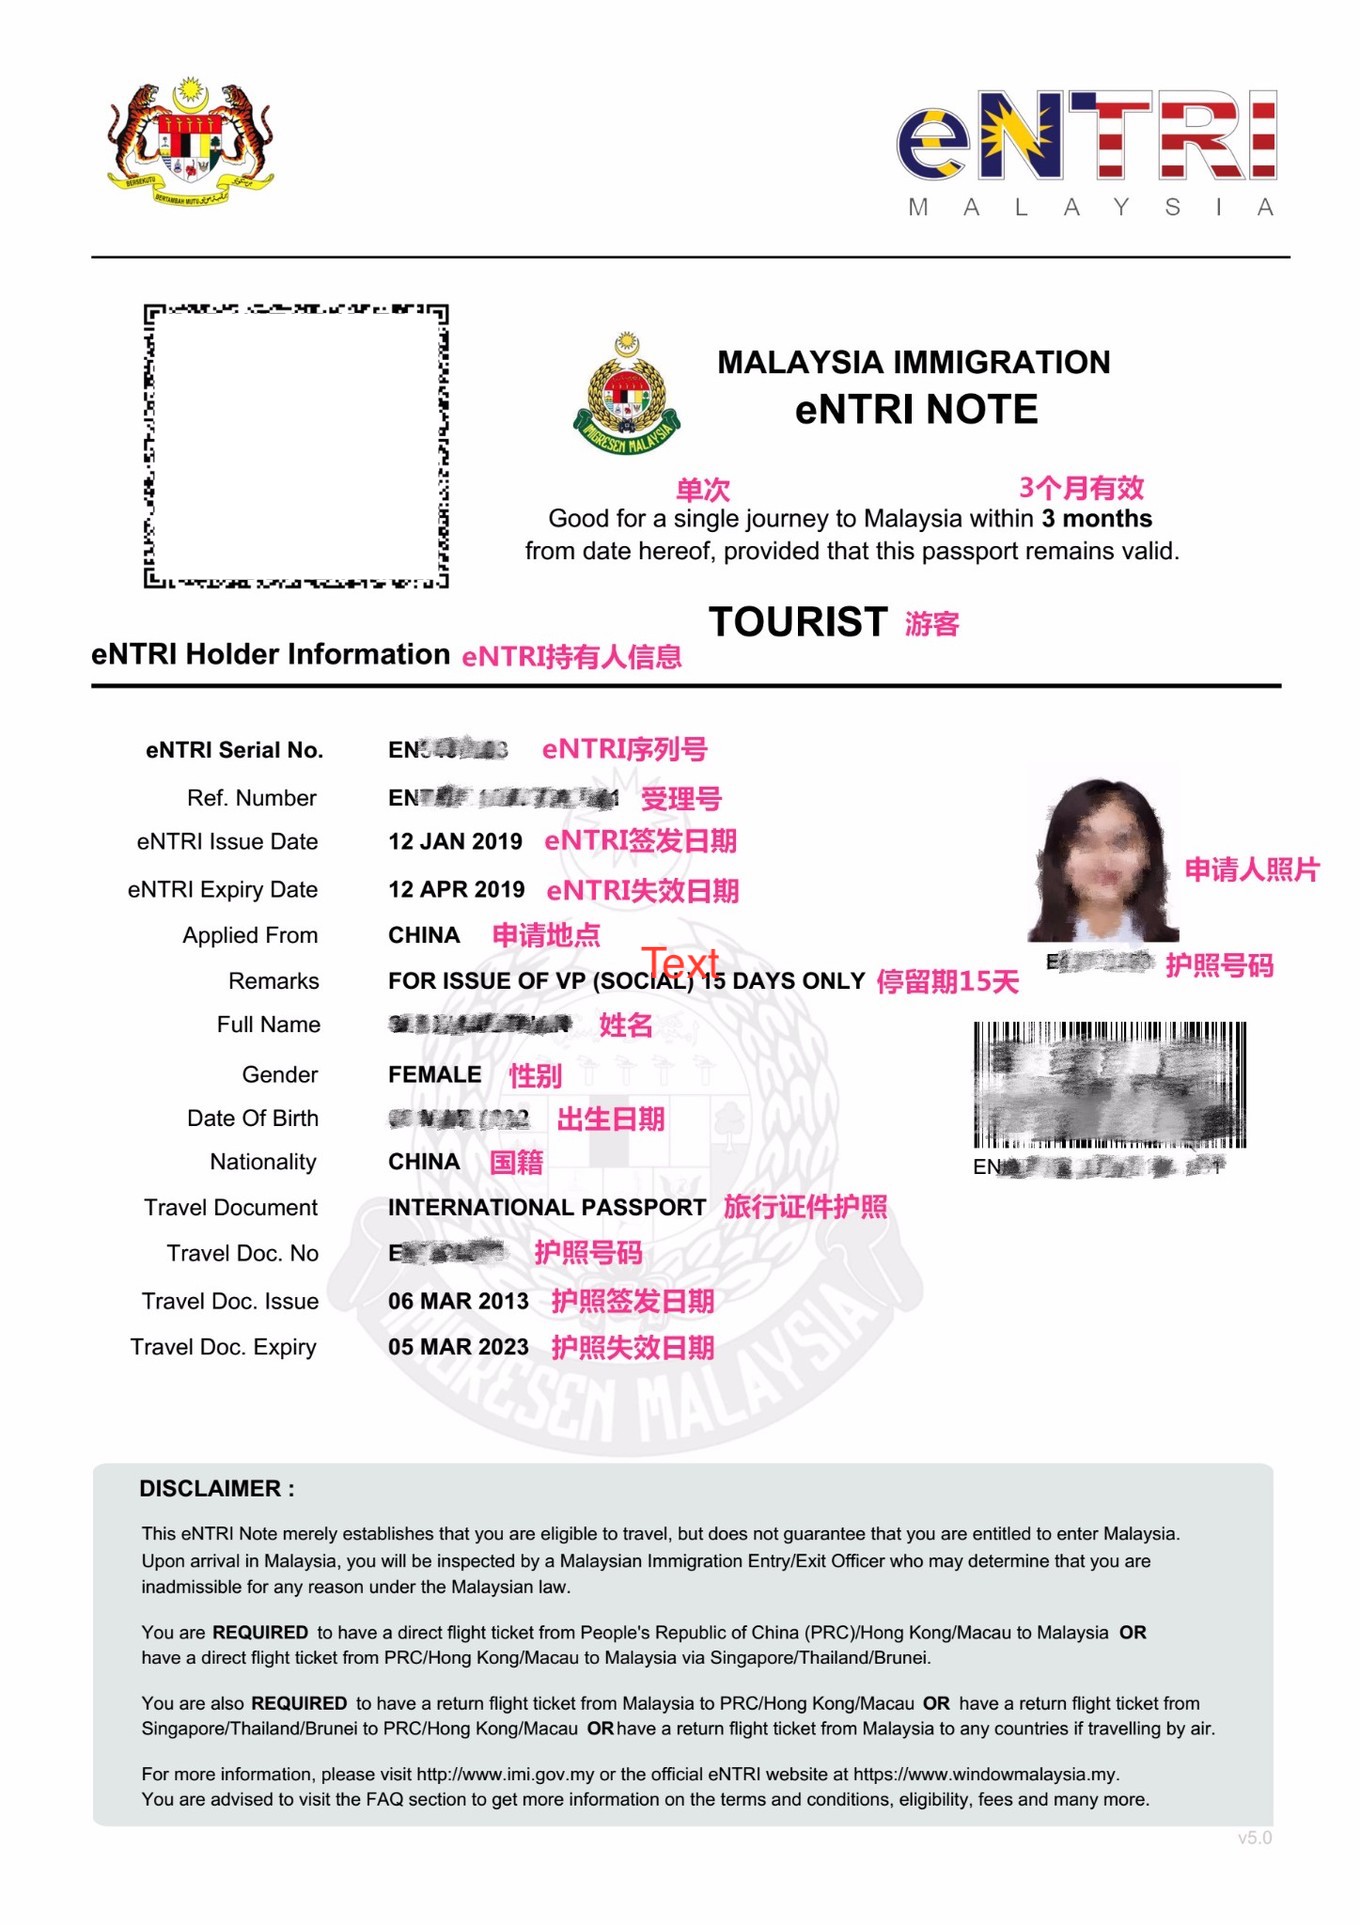 eNTRI
MALAYSIA
MALAYSIA IMMIGRATION
IMIGRESEN MALAYSIA
eNTRI NOTE
单次 3个月有效
Good for a single journey to Malaysia within 3 months
from date hereof, provided that this passport remains valid.
TOURIST 游客
eNTRI Holder Information eNTRI持有人信息
eNTRI Serial No. EN eNTRI序列号
Ref. Number 受理号
eNTRI Issue Date 12 JAN 2019 eNTRI签发日期
eNTRI Expiry Date 12 APR 2019 eNTRI失效日期
申请人照片
Applied From CHINA 申请地点
Text
护照号码
Remarks FOR ISSUE OF VP (SOCIAL) 15 DAYS ONLY 停留期15天
Full Name 姓名
Gender FEMALE 性别
Date Of Birth 出生日期
Nationality CHINA 国籍
EN
Travel Document INTERNATIONAL PASSPORT 旅行证件护照
Travel Doc. No 护照号码
Travel Doc. Issue 06 MAR 2013 护照签发日期
Travel Doc. Expiry 05 MAR 2023 护照失效日期
IMIGRESEN MALAYSIA
DISCLAIMER :
This eNTRI Note merely establishes that you are eligible to travel, but does not guarantee that you are entitled to enter Malaysia.
Upon arrival in Malaysia, you will be inspected by a Malaysian Immigration Entry/Exit Officer who may determine that you are
inadmissible for any reason under the Malaysian law.
You are REQUIRED to have a direct flight ticket from People's Republic of China (PRC)/Hong Kong/Macau to Malaysia OR
have a direct flight ticket from PRC/Hong Kong/Macau to Malaysia via Singapore/Thailand/Brunei.
You are also REQUIRED to have a return flight ticket from Malaysia to PRC/Hong Kong/Macau OR have a return flight ticket from
Singapore/Thailand/Brunei to PRC/Hong Kong/Macau OR have a return flight ticket from Malaysia to any countries if travelling by air.
For more information, please visit http://www.imi.gov.my or the official eNTRI website at https://www.windowmalaysia.my.
You are advised to visit the FAQ section to get more information on the terms and conditions, eligibility, fees and many more.
v5.0